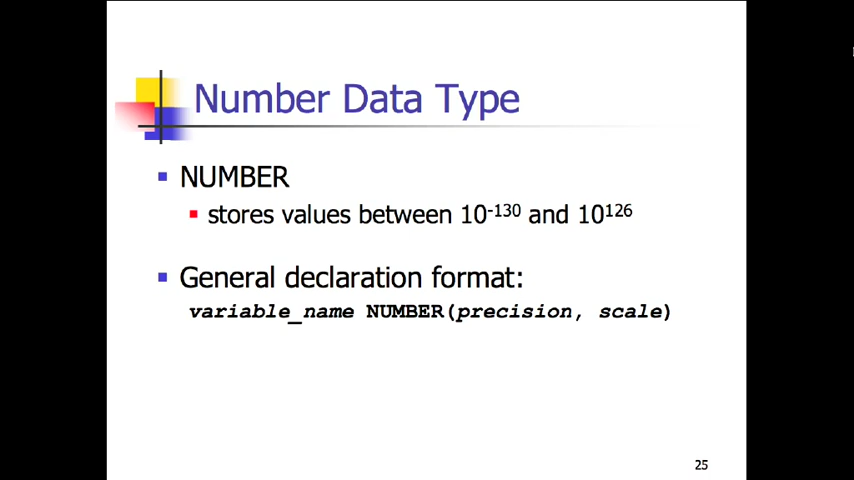 Number Data Type
NUMBER
stores values between 10⁻¹³⁰ and 10¹²⁶
General declaration format:
variable_name NUMBER(precision, scale)
25